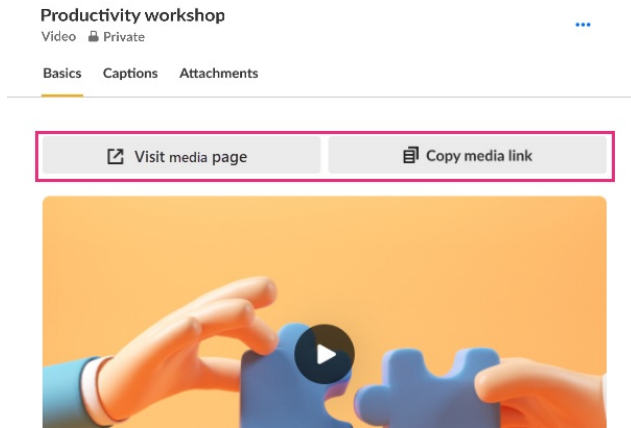 Productivity workshop
Video Private
Basics Captions Attachments
Visit media page Copy media link